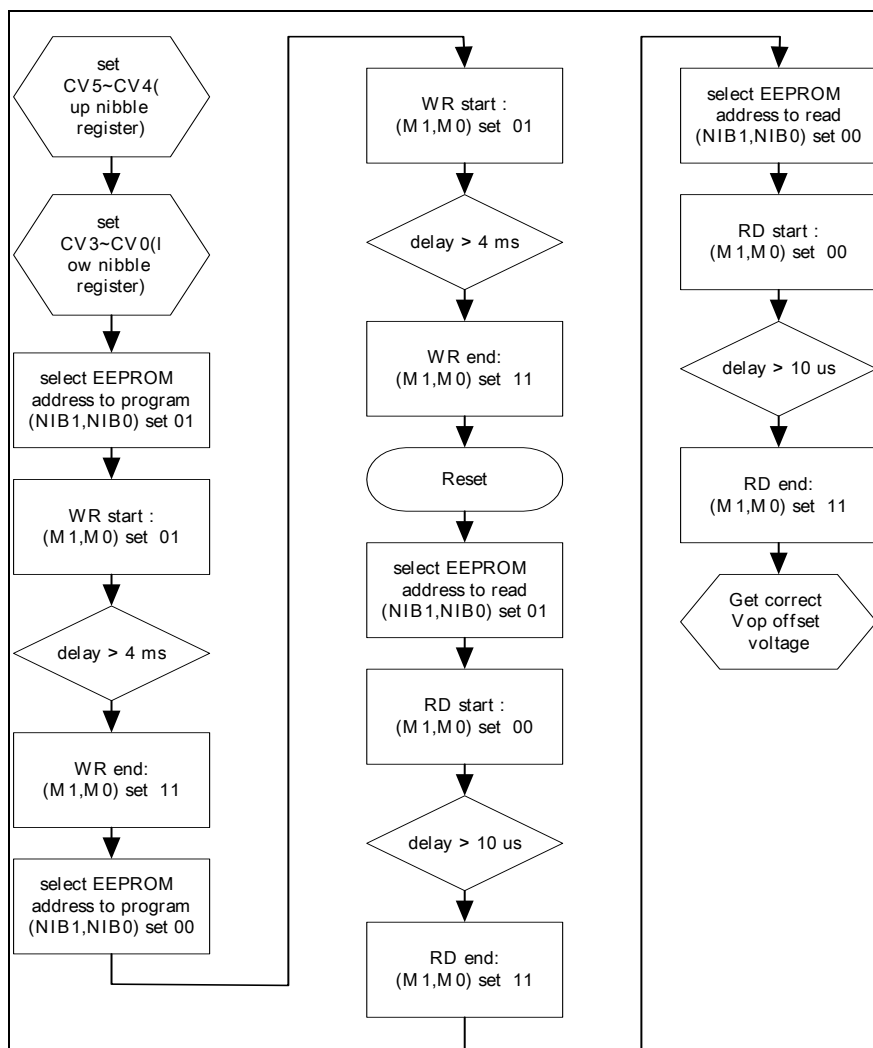 set
CV5~CV4(
up nibble
register)
set
CV3~CV0(l
ow nibble
register)
select EEPROM
address to program
(NIB1,NIB0) set 01
WR start :
(M1,M0) set 01
delay > 4 ms
WR end:
(M1,M0) set 11
select EEPROM
address to program
(NIB1,NIB0) set 00
WR start :
(M1,M0) set 01
delay > 4 ms
WR end:
(M1,M0) set 11
Reset
select EEPROM
address to read
(NIB1,NIB0) set 01
RD start :
(M1,M0) set 00
delay > 10 us
RD end:
(M1,M0) set 11
select EEPROM
address to read
(NIB1,NIB0) set 00
RD start :
(M1,M0) set 00
delay > 10 us
RD end:
(M1,M0) set 11
Get correct
Vop offset
voltage